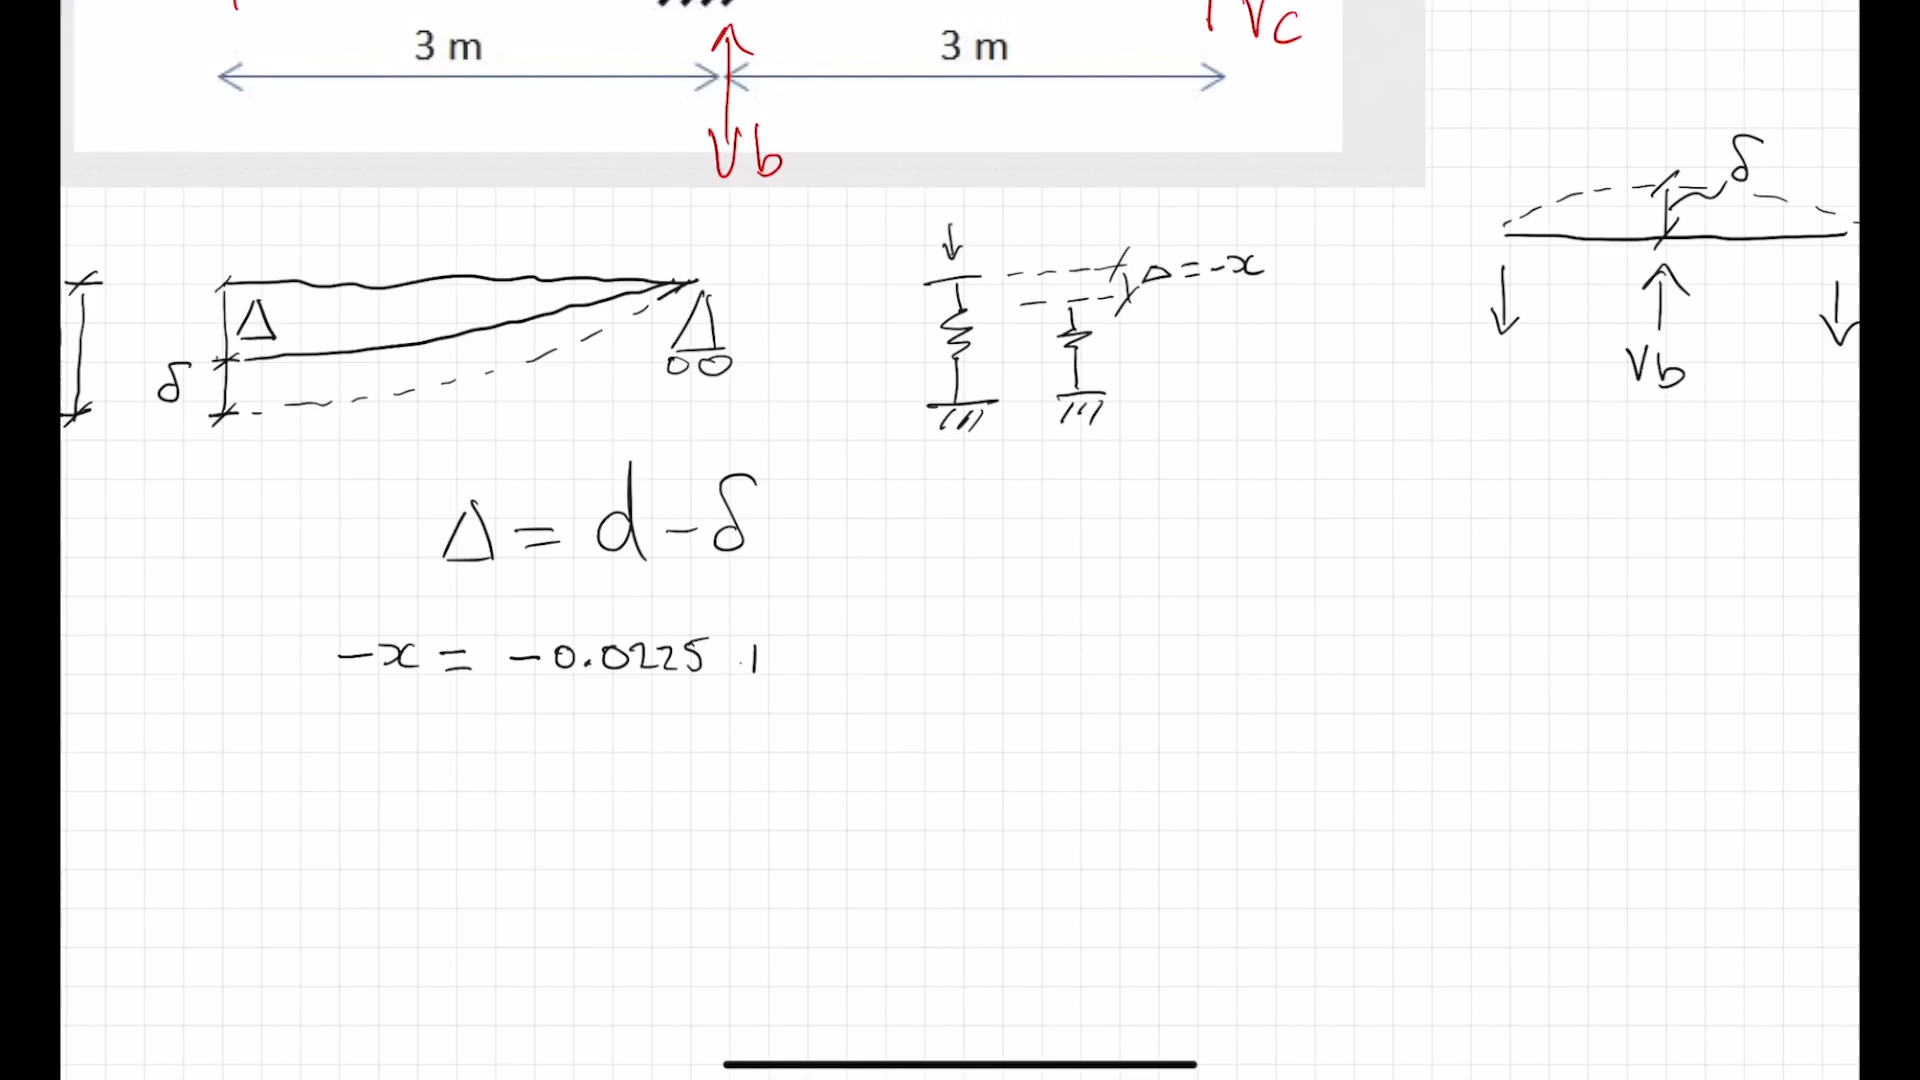 3 m 3 m
Vc
Vb
δ
Δ
Δ = -x
δ
Vb
Δ = d - δ
-x = -0.0225